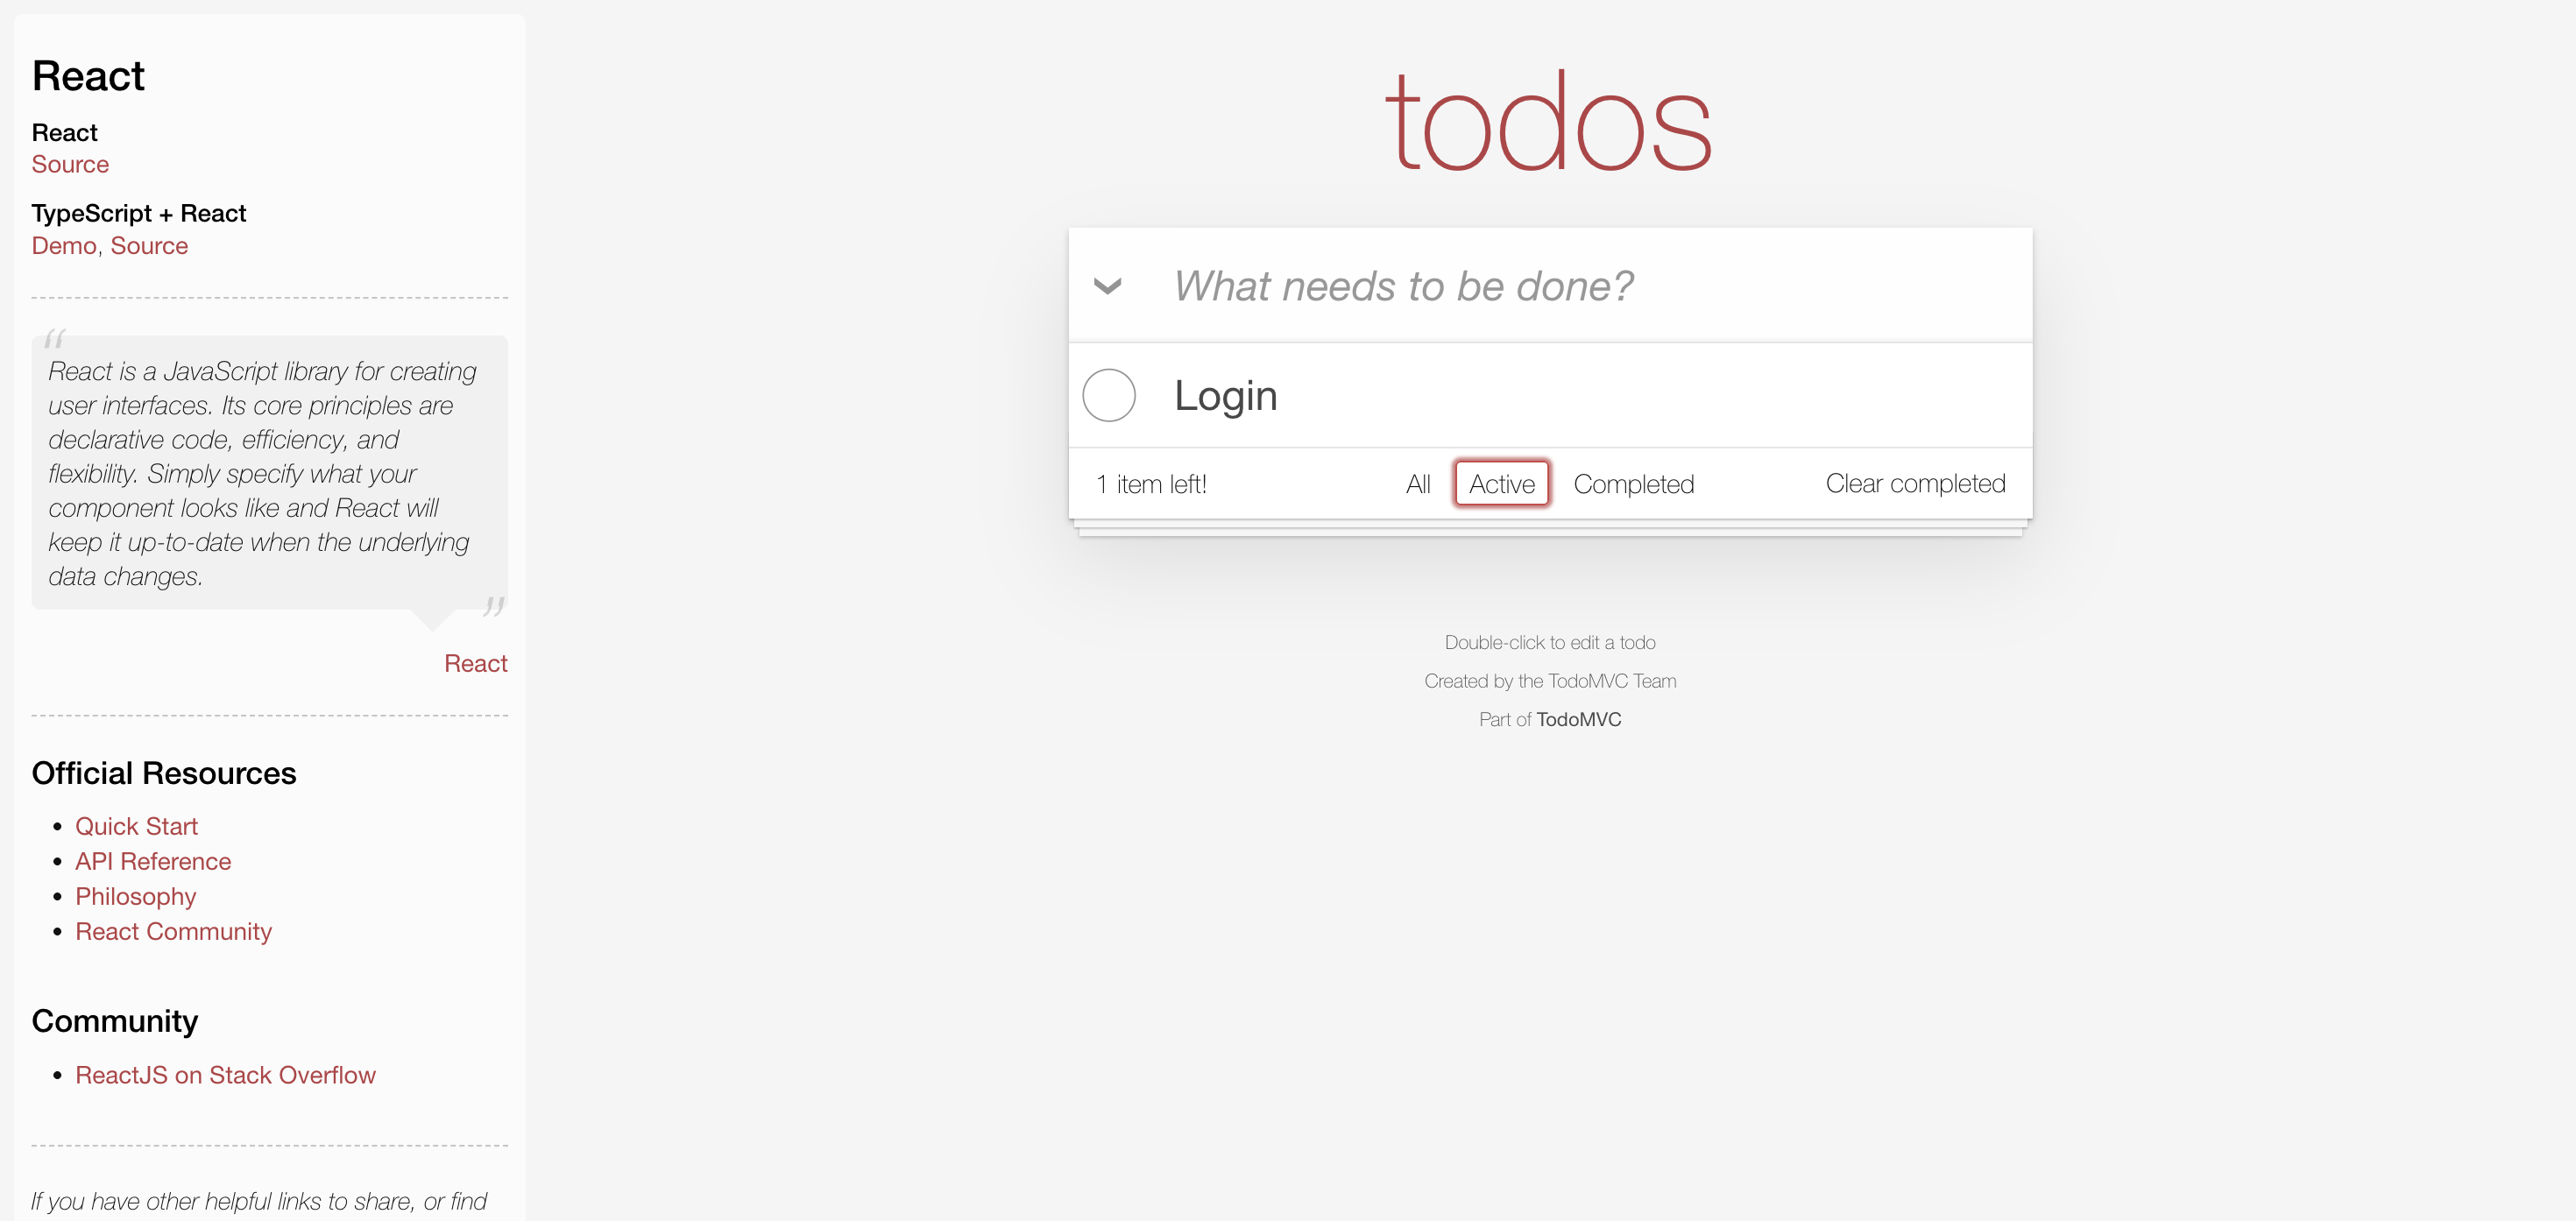 React
React
Source
TypeScript + React
Demo, Source
“
React is a JavaScript library for creating
user interfaces. Its core principles are
declarative code, efficiency, and
flexibility. Simply specify what your
component looks like and React will
keep it up-to-date when the underlying
data changes.
”
React
Official Resources
• Quick Start
• API Reference
• Philosophy
• React Community
Community
• ReactJS on Stack Overflow
If you have other helpful links to share, or find
todos
What needs to be done?
Login
1 item left! All Active Completed Clear completed
Double-click to edit a todo
Created by the TodoMVC Team
Part of TodoMVC